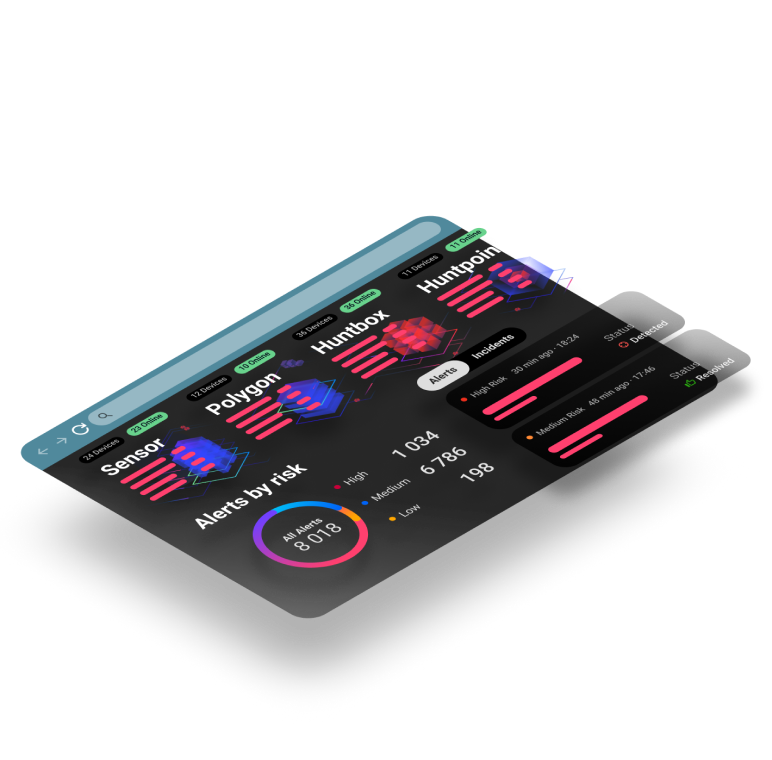 24 Devices
23 Online
Sensor
12 Devices
10 Online
Polygon
36 Devices
36 Online
Huntbox
11 Devices
11 Online
Huntpoin
Alerts by risk
All Alerts
8 018
High
1 034
Medium
6 786
Low
198
Alerts
Incidents
High Risk
30 min ago · 18:24
Status
Detected
Medium Risk
48 min ago · 17:46
Status
Resolved